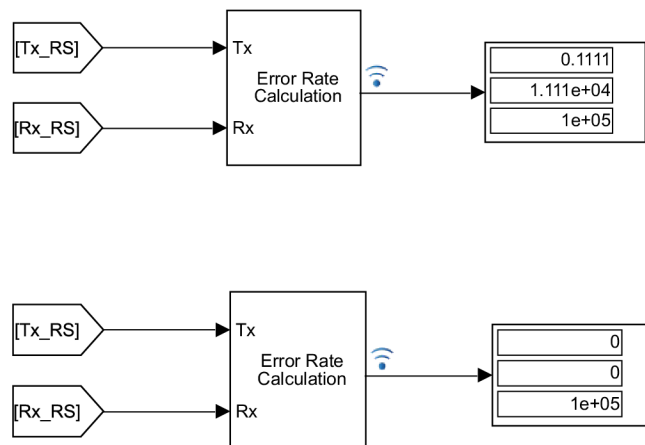 [Tx_RS]
Tx
Error Rate
Calculation
[Rx_RS]
Rx
0.1111
1.111e+04
1e+05
[Tx_RS]
Tx
Error Rate
Calculation
[Rx_RS]
Rx
0
0
1e+05